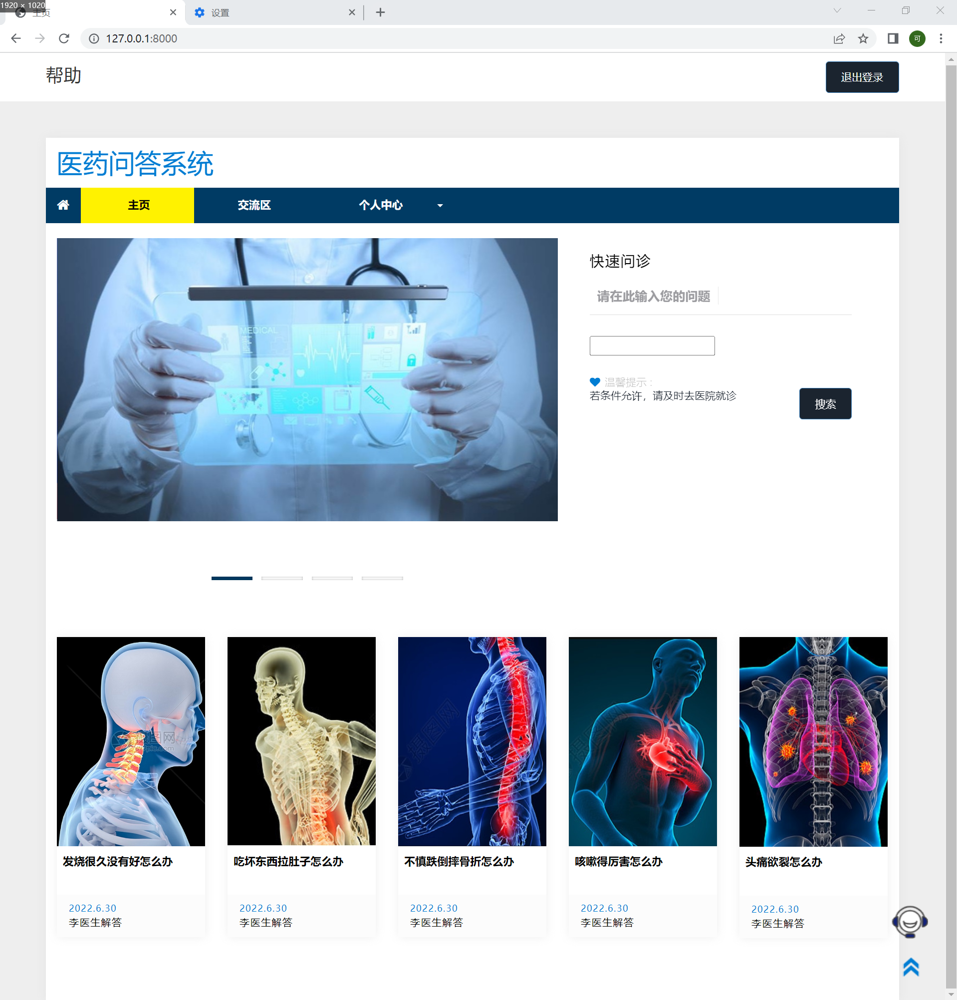 1920 × 1020
主页
设置
127.0.0.1:8000
可
帮助
退出登录
医药问答系统
主页
交流区
个人中心
MEDICAL
快速问诊
请在此输入您的问题
温馨提示 :
若条件允许，请及时去医院就诊
搜索
摄图网
摄图网
发烧很久没有好怎么办
吃坏东西拉肚子怎么办
不慎跌倒摔骨折怎么办
咳嗽得厉害怎么办
头痛欲裂怎么办
2022.6.30
李医生解答
2022.6.30
李医生解答
2022.6.30
李医生解答
2022.6.30
李医生解答
2022.6.30
李医生解答